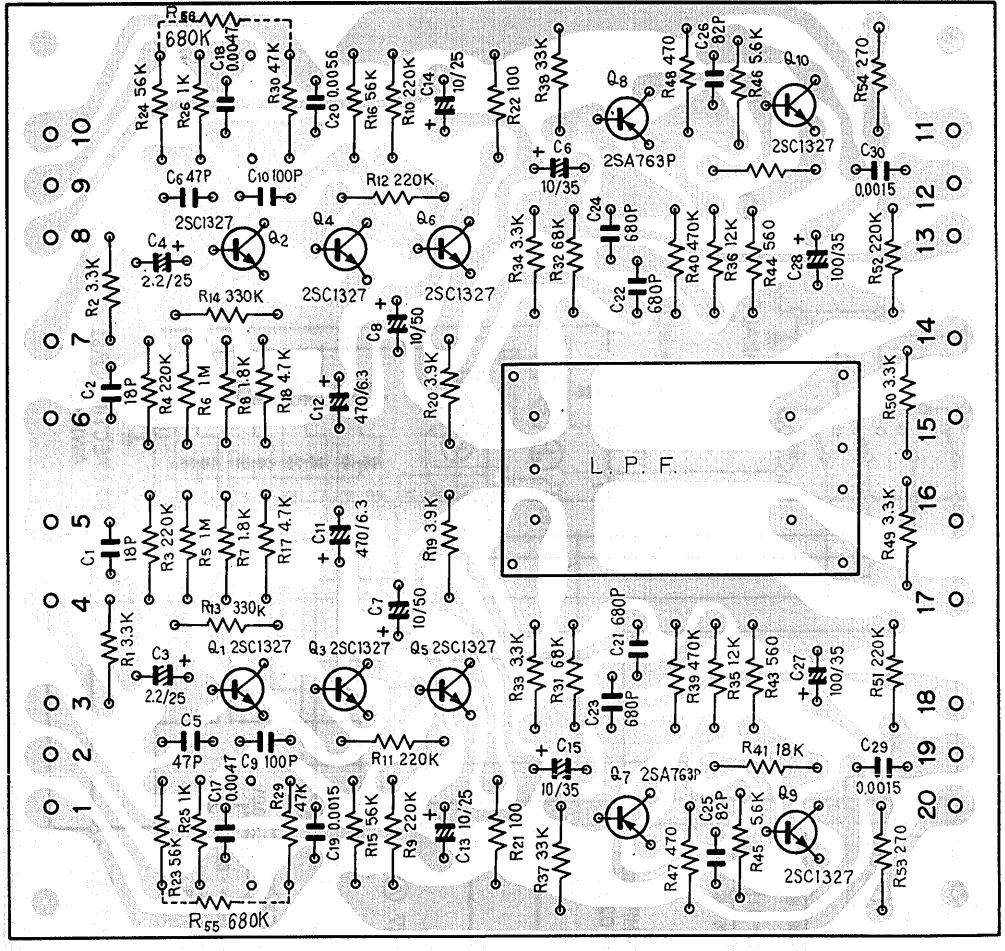 R56
680K
R24 56K
R26 1K
C18 0.0047
R30 47K
C20 0.0056
R16 56K
R10 220K
C14
10/25
+
R22 100
R38 33K
Q8
2SA763P
R48 470
C26
82P
R46 5.6K
Q10
2SC1327
R54 270
10
11
C6 47P
C10 100P
R12 220K
+ C6
10/35
C30
0.0015
9
12
2SC1327
Q2
Q4
2SC1327
Q6
2SC1327
C24
680P
8
13
R2 3.3K
C4 +
2.2/25
R34 3.3K
R32 68K
C22
680P
R40 470K
R36 12K
R44 560
C28 +
100/35
R52 220K
R14 330K
+
C8
10/50
7
14
C2
18P
R4 220K
R6 1M
R8 1.8K
R18 4.7K
C12 +
470/6.3
R20 3.9K
R50 3.3K
6
15
L. P. F.
5
16
C1
18P
R3 220K
R5 1M
R7 1.8K
R17 4.7K
C11
470/6.3
+
R19 3.9K
R49 3.3K
4
17
R13 330K
C7
10/50
+
R1 3.3K
Q1 2SC1327
Q3 2SC1327
Q5 2SC1327
C3 +
2.2/25
R33 3.3K
R31 68K
C21 680P
C23
680P
R39 470K
R35 12K
R43 560
C27
100/35
+
R51 220K
3
18
C5
47P
C9 100P
R11 220K
+ C15
10/35
R41 18K
C29
0.0015
2
19
Q7 2SA763P
Q9
2SC1327
1
20
R23 56K
R25 1K
C17
0.0047
R29
47K
C19 0.0015
R15 56K
R9 220K
C13 10/25
+
R21 100
R37 33K
R47 470
C25
82P
R45 5.6K
R53 270
R55 680K